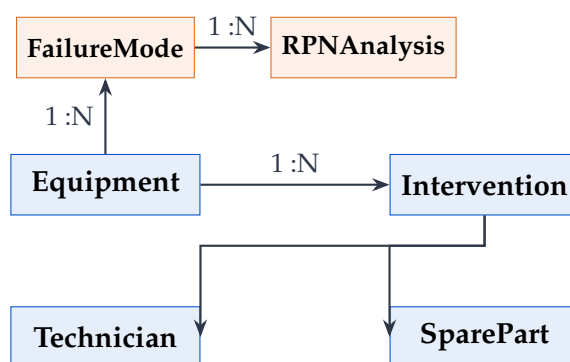 1 :N
FailureMode
RPNAnalysis
1 :N
1 :N
Equipment
Intervention
Technician
SparePart